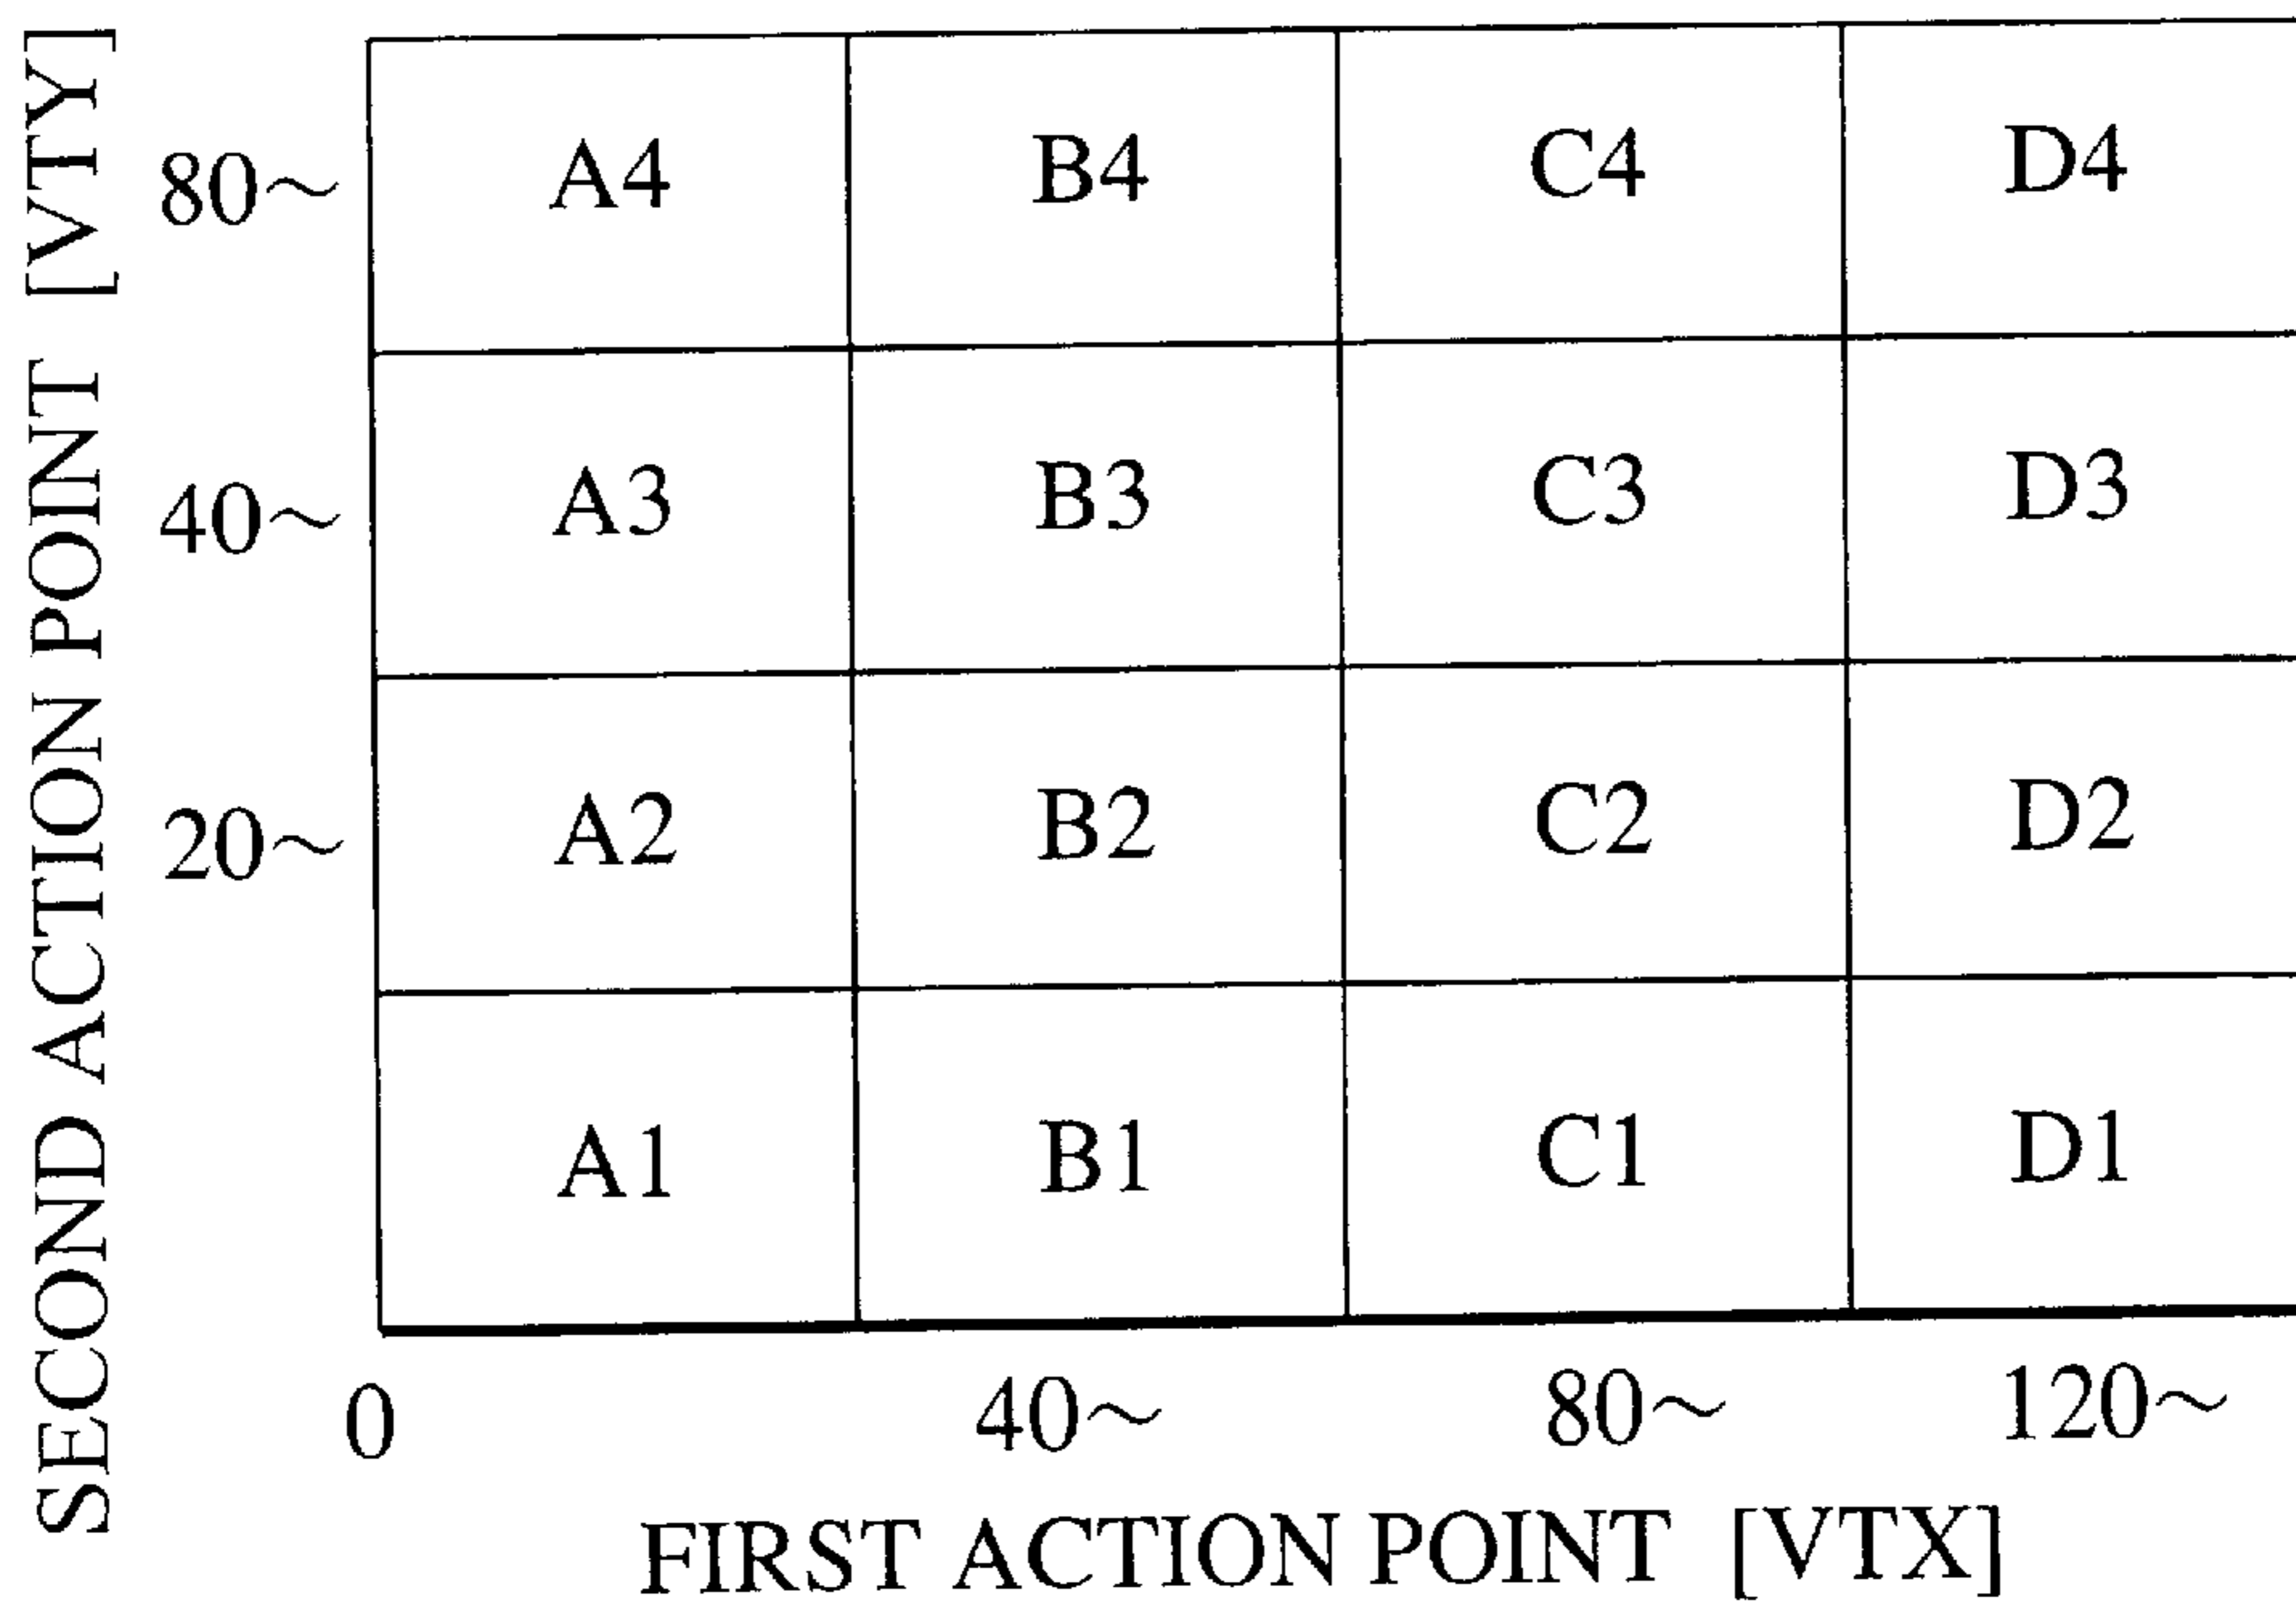 SECOND ACTION POINT [VTY]
80~ A4 B4 C4 D4
40~ A3 B3 C3 D3
20~ A2 B2 C2 D2
A1 B1 C1 D1
0 40~ 80~ 120~
FIRST ACTION POINT [VTX]